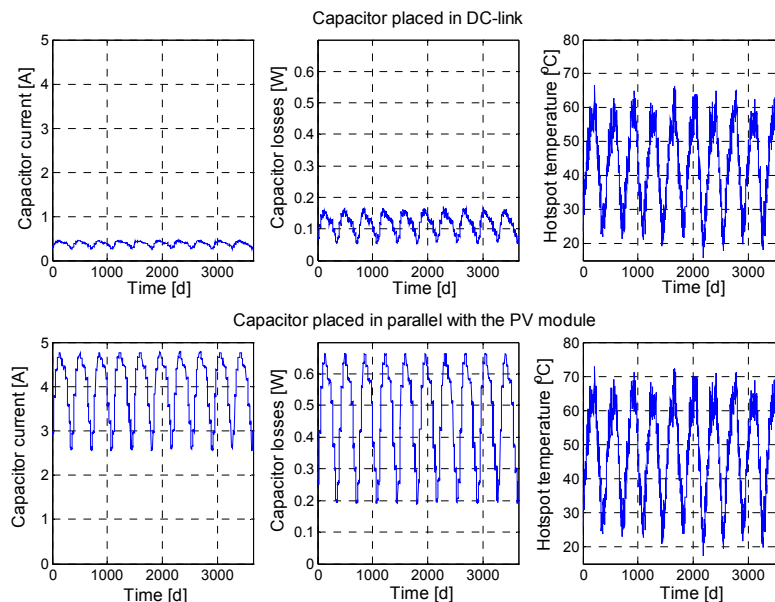 Capacitor placed in DC-link
Capacitor current [A]
5
4
3
2
1
0
0 1000 2000 3000
Time [d]
Capacitor losses [W]
0.6
0.5
0.4
0.3
0.2
0.1
0
0 1000 2000 3000
Time [d]
Hotspot temperature [ºC]
80
70
60
50
40
30
20
0 1000 2000 3000
Time [d]
Capacitor placed in parallel with the PV module
Capacitor current [A]
5
4
3
2
1
0
0 1000 2000 3000
Time [d]
Capacitor losses [W]
0.6
0.5
0.4
0.3
0.2
0.1
0
0 1000 2000 3000
Time [d]
Hotspot temperature [ºC]
80
70
60
50
40
30
20
0 1000 2000 3000
Time [d]